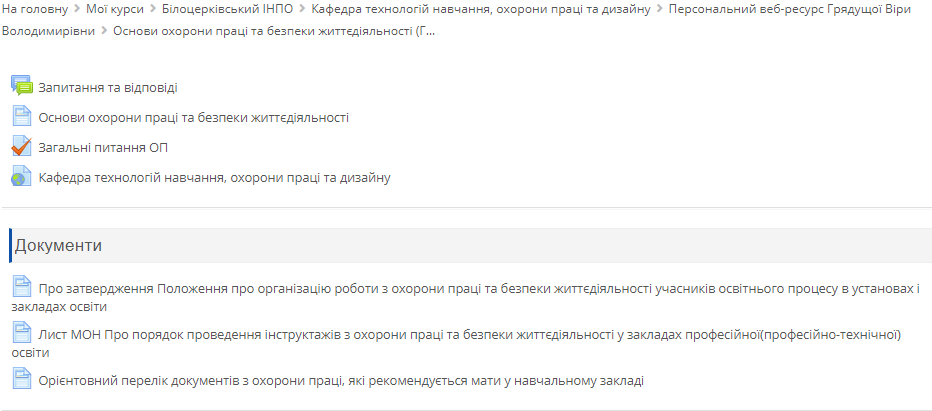 На головну > Мої курси > Білоцерківський ІНПО > Кафедра технологій навчання, охорони праці та дизайну > Персональний веб-ресурс Грядущої Віри
Володимирівни > Основи охорони праці та безпеки життєдіяльності (Г...
Запитання та відповіді
Основи охорони праці та безпеки життєдіяльності
Загальні питання ОП
Кафедра технологій навчання, охорони праці та дизайну
Документи
Про затвердження Положення про організацію роботи з охорони праці та безпеки життєдіяльності учасників освітнього процесу в установах і
закладах освіти
Лист МОН Про порядок проведення інструктажів з охорони праці та безпеки життєдіяльності у закладах професійної(професійно-технічної)
освіти
Орієнтовний перелік документів з охорони праці, які рекомендується мати у навчальному закладі